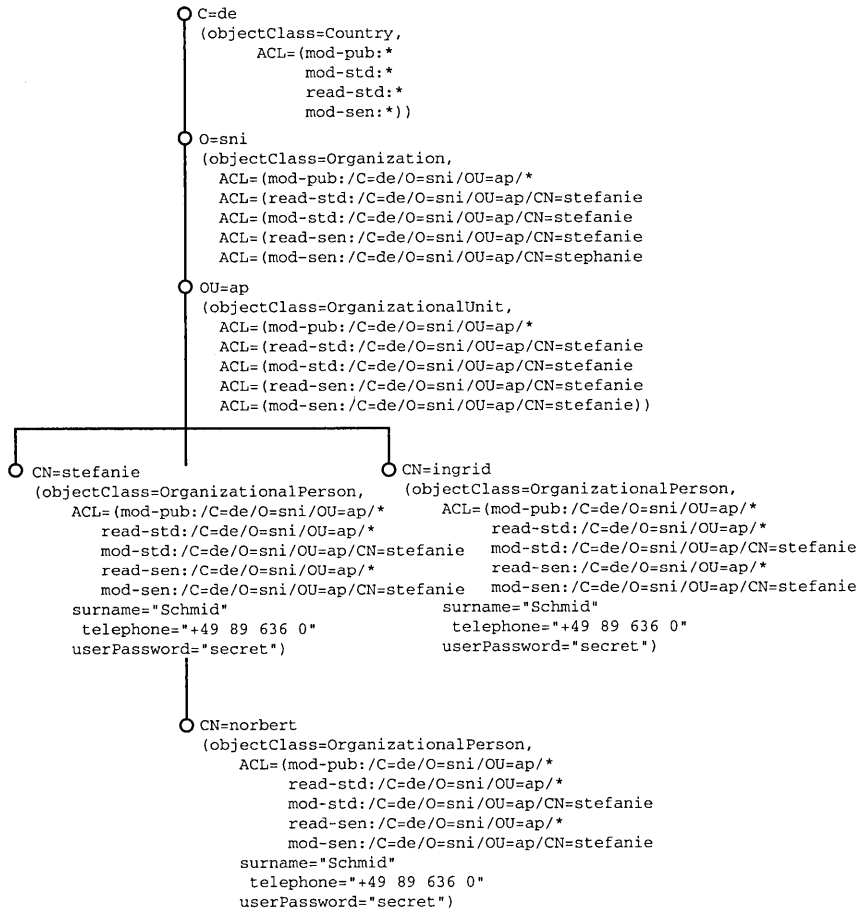 C=de
(objectClass=Country,
ACL=(mod-pub:*
mod-std:*
read-std:*
mod-sen:*))
O=sni
(objectClass=Organization,
ACL=(mod-pub:/C=de/O=sni/OU=ap/*
ACL=(read-std:/C=de/O=sni/OU=ap/CN=stefanie
ACL=(mod-std:/C=de/O=sni/OU=ap/CN=stefanie
ACL=(read-sen:/C=de/O=sni/OU=ap/CN=stefanie
ACL=(mod-sen:/C=de/O=sni/OU=ap/CN=stephanie
OU=ap
(objectClass=OrganizationalUnit,
ACL=(mod-pub:/C=de/O=sni/OU=ap/*
ACL=(read-std:/C=de/O=sni/OU=ap/CN=stefanie
ACL=(mod-std:/C=de/O=sni/OU=ap/CN=stefanie
ACL=(read-sen:/C=de/O=sni/OU=ap/CN=stefanie
ACL=(mod-sen:/C=de/O=sni/OU=ap/CN=stefanie))
CN=stefanie
(objectClass=OrganizationalPerson,
ACL=(mod-pub:/C=de/O=sni/OU=ap/*
read-std:/C=de/O=sni/OU=ap/*
mod-std:/C=de/O=sni/OU=ap/CN=stefanie
read-sen:/C=de/O=sni/OU=ap/*
mod-sen:/C=de/O=sni/OU=ap/CN=stefanie
surname="Schmid"
telephone="+49 89 636 0"
userPassword="secret")
CN=ingrid
(objectClass=OrganizationalPerson,
ACL=(mod-pub:/C=de/O=sni/OU=ap/*
read-std:/C=de/O=sni/OU=ap/*
mod-std:/C=de/O=sni/OU=ap/CN=stefanie
read-sen:/C=de/O=sni/OU=ap/*
mod-sen:/C=de/O=sni/OU=ap/CN=stefanie
surname="Schmid"
telephone="+49 89 636 0"
userPassword="secret")
CN=norbert
(objectClass=OrganizationalPerson,
ACL=(mod-pub:/C=de/O=sni/OU=ap/*
read-std:/C=de/O=sni/OU=ap/*
mod-std:/C=de/O=sni/OU=ap/CN=stefanie
read-sen:/C=de/O=sni/OU=ap/*
mod-sen:/C=de/O=sni/OU=ap/CN=stefanie
surname="Schmid"
telephone="+49 89 636 0"
userPassword="secret")